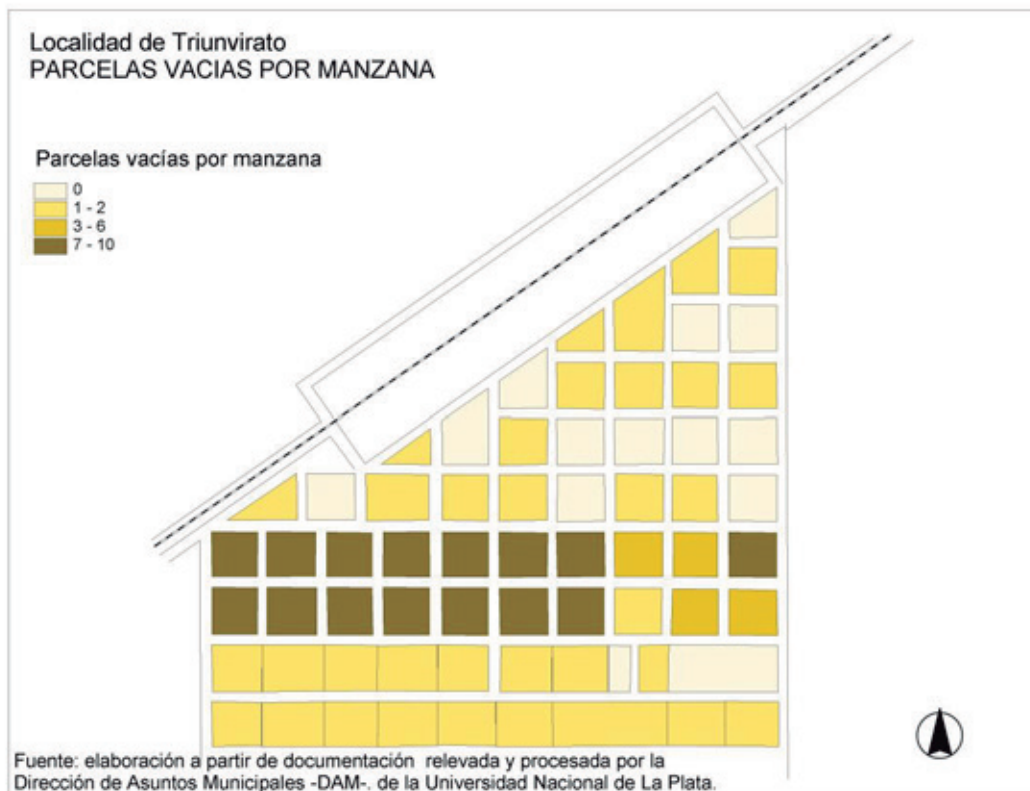 Localidad de Triunvirato
PARCELAS VACIAS POR MANZANA
Parcelas vacías por manzana
0
1 - 2
3 - 6
7 - 10
Fuente: elaboración a partir de documentación relevada y procesada por la
Dirección de Asuntos Municipales -DAM-. de la Universidad Nacional de La Plata.